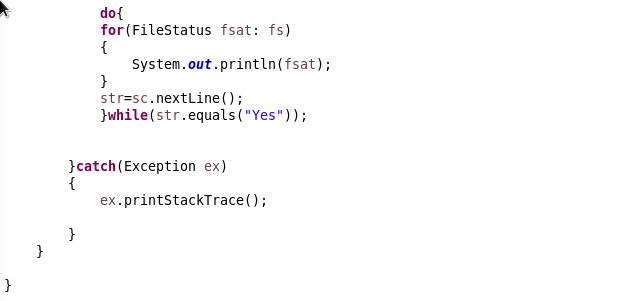 do{
for(FileStatus fsat: fs)
{
System.out.println(fsat);
}
str=sc.nextLine();
}while(str.equals("Yes"));
}catch(Exception ex)
{
ex.printStackTrace();
}
}
}